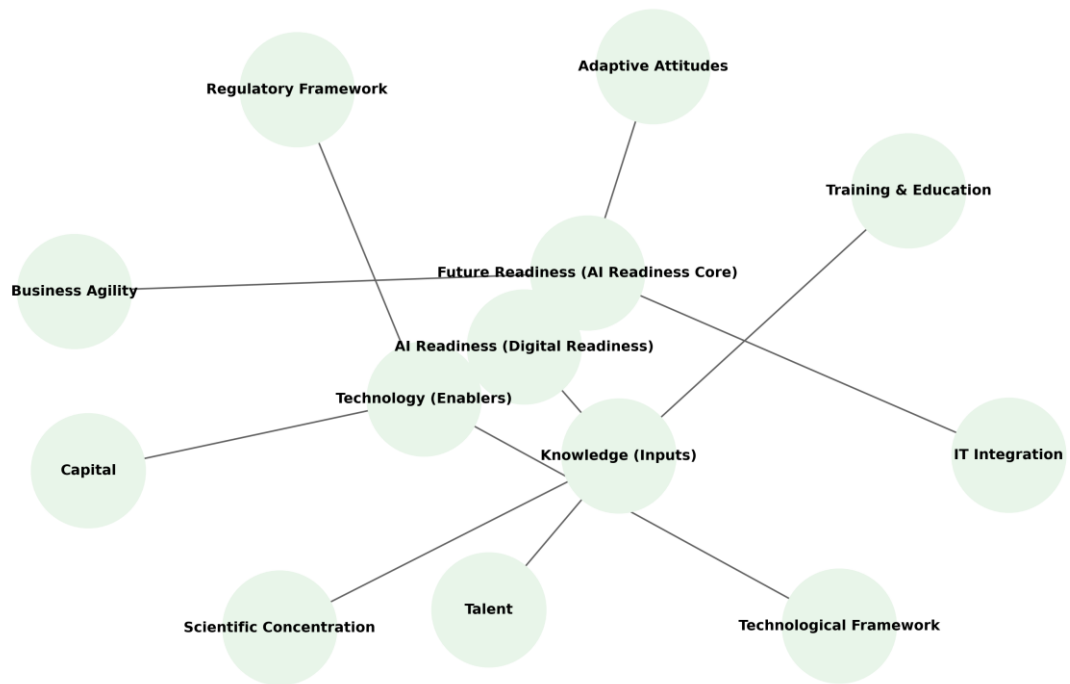 Adaptive Attitudes
Regulatory Framework
Training & Education
Future Readiness (AI Readiness Core)
Business Agility
AI Readiness (Digital Readiness)
Technology (Enablers)
Knowledge (Inputs)
IT Integration
Capital
Talent
Technological Framework
Scientific Concentration